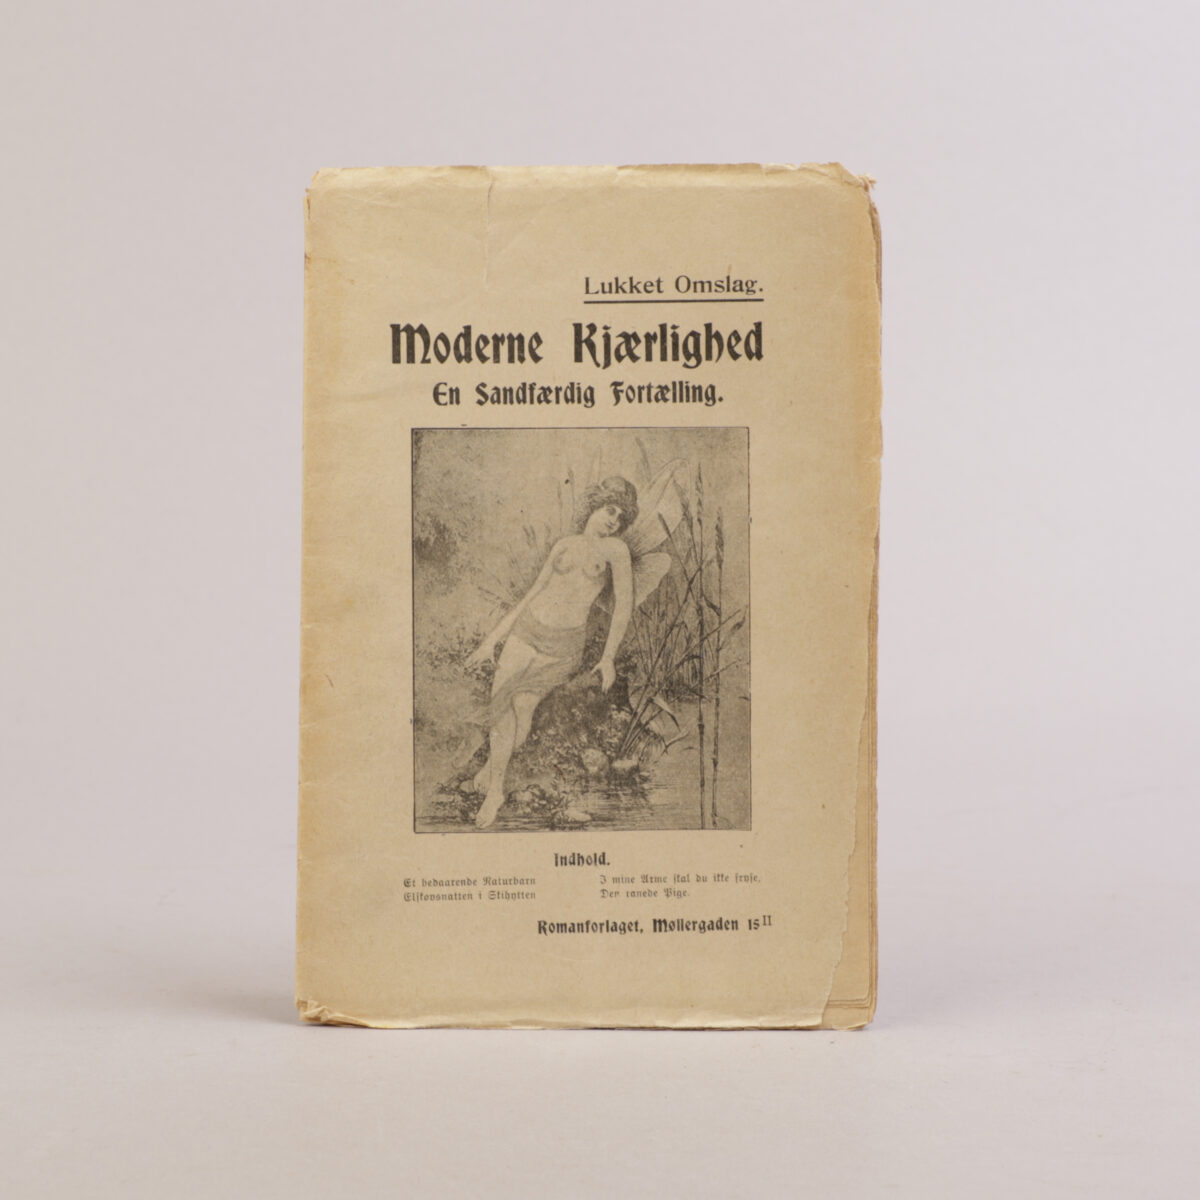 Lukket Omslag.
Moderne Kjærlighed
En Sandfærdig Fortælling.
Indhold.
Et bedaarende Naturbarn
Elskovsnatten i Skihytten
I mine Arme skal du ikke fryse,
Den ranede Pige.
Romanforlaget, Møllergaden 15 II